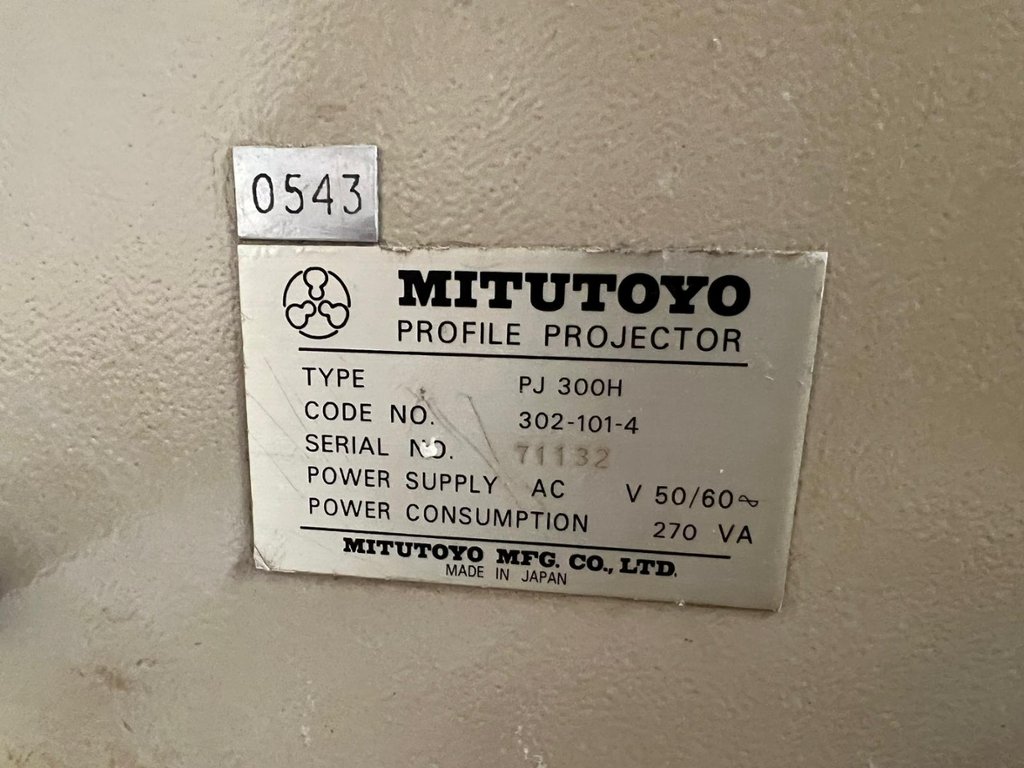 0543
MITUTOYO
PROFILE PROJECTOR
TYPE PJ 300H
CODE NO. 302-101-4
SERIAL NO. 71132
POWER SUPPLY AC V 50/60~
POWER CONSUMPTION 270 VA
MITUTOYO MFG. CO., LTD.
MADE IN JAPAN